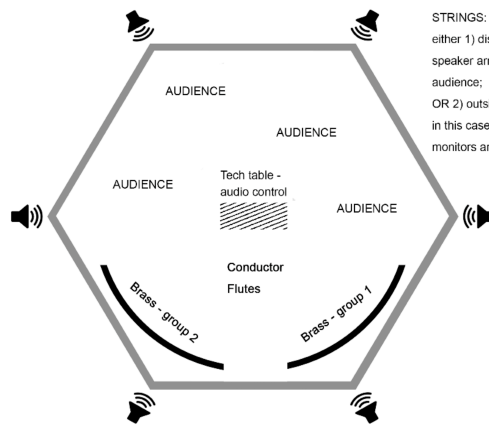 STRINGS:
either 1) dis
speaker arr
audience;
OR 2) outs
in this case
monitors an
AUDIENCE
AUDIENCE
AUDIENCE
Tech table -
audio control
AUDIENCE
Conductor
Flutes
Brass - group 2
Brass - group 1